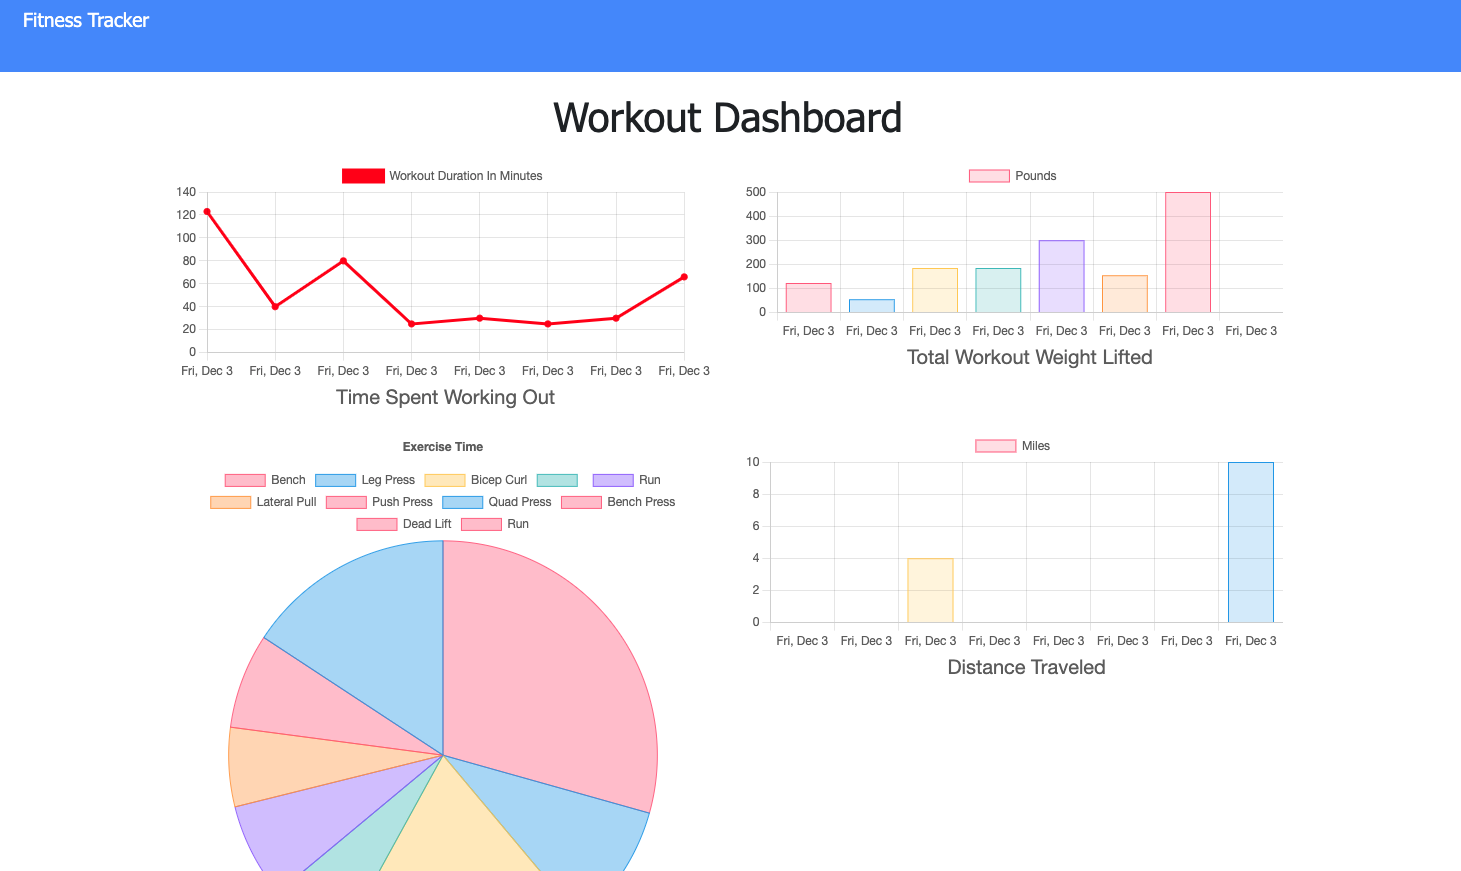 Fitness Tracker
Workout Dashboard
Workout Duration In Minutes
140
120
100
80
60
40
20
0
Fri, Dec 3 Fri, Dec 3 Fri, Dec 3 Fri, Dec 3 Fri, Dec 3 Fri, Dec 3 Fri, Dec 3 Fri, Dec 3
Time Spent Working Out
Pounds
500
400
300
200
100
0
Fri, Dec 3 Fri, Dec 3 Fri, Dec 3 Fri, Dec 3 Fri, Dec 3 Fri, Dec 3 Fri, Dec 3 Fri, Dec 3
Total Workout Weight Lifted
Exercise Time
Bench Leg Press Bicep Curl Run
Lateral Pull Push Press Quad Press Bench Press
Dead Lift Run
Miles
10
8
6
4
2
0
Fri, Dec 3 Fri, Dec 3 Fri, Dec 3 Fri, Dec 3 Fri, Dec 3 Fri, Dec 3 Fri, Dec 3 Fri, Dec 3
Distance Traveled